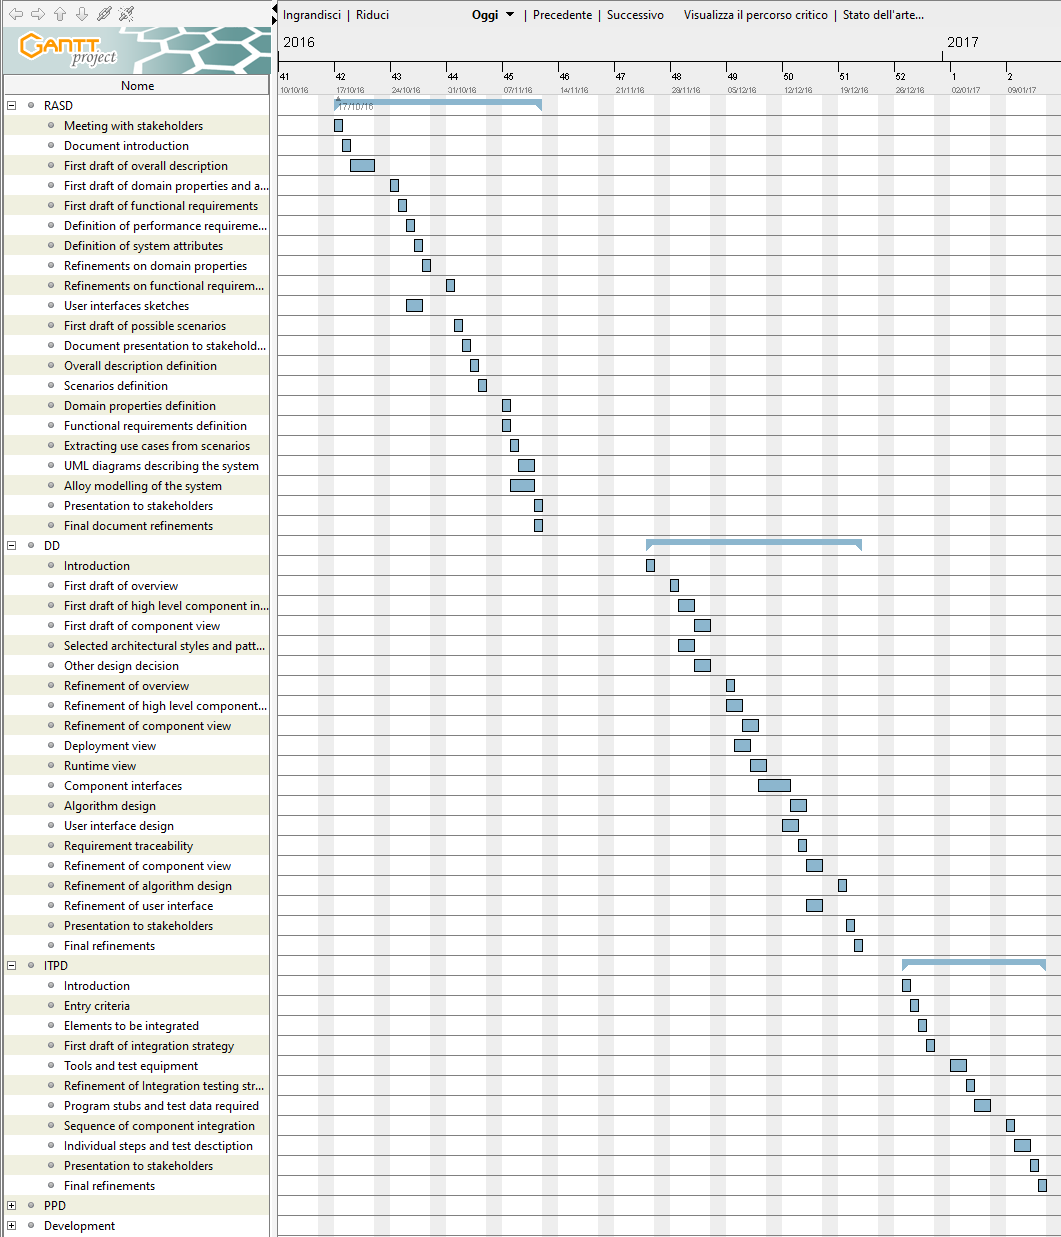 Ingrandisci | Riduci Oggi | Precedente | Successivo Visualizza il percorso critico | Stato dell'arte...
GANTT project
2016 2017
Nome
41 42 43 44 45 46 47 48 49 50 51 52 1 2
10/10/16 17/10/16 24/10/16 31/10/16 07/11/16 14/11/16 21/11/16 28/11/16 05/12/16 12/12/16 19/12/16 26/12/16 02/01/17 09/01/17
RASD 17/10/16
Meeting with stakeholders
Document introduction
First draft of overall description
First draft of domain properties and a...
First draft of functional requirements
Definition of performance requireme...
Definition of system attributes
Refinements on domain properties
Refinements on functional requirem...
User interfaces sketches
First draft of possible scenarios
Document presentation to stakehold...
Overall description definition
Scenarios definition
Domain properties definition
Functional requirements definition
Extracting use cases from scenarios
UML diagrams describing the system
Alloy modelling of the system
Presentation to stakeholders
Final document refinements
DD
Introduction
First draft of overview
First draft of high level component in...
First draft of component view
Selected architectural styles and patt...
Other design decision
Refinement of overview
Refinement of high level component...
Refinement of component view
Deployment view
Runtime view
Component interfaces
Algorithm design
User interface design
Requirement traceability
Refinement of component view
Refinement of algorithm design
Refinement of user interface
Presentation to stakeholders
Final refinements
ITPD
Introduction
Entry criteria
Elements to be integrated
First draft of integration strategy
Tools and test equipment
Refinement of Integration testing str...
Program stubs and test data required
Sequence of component integration
Individual steps and test desctiption
Presentation to stakeholders
Final refinements
PPD
Development